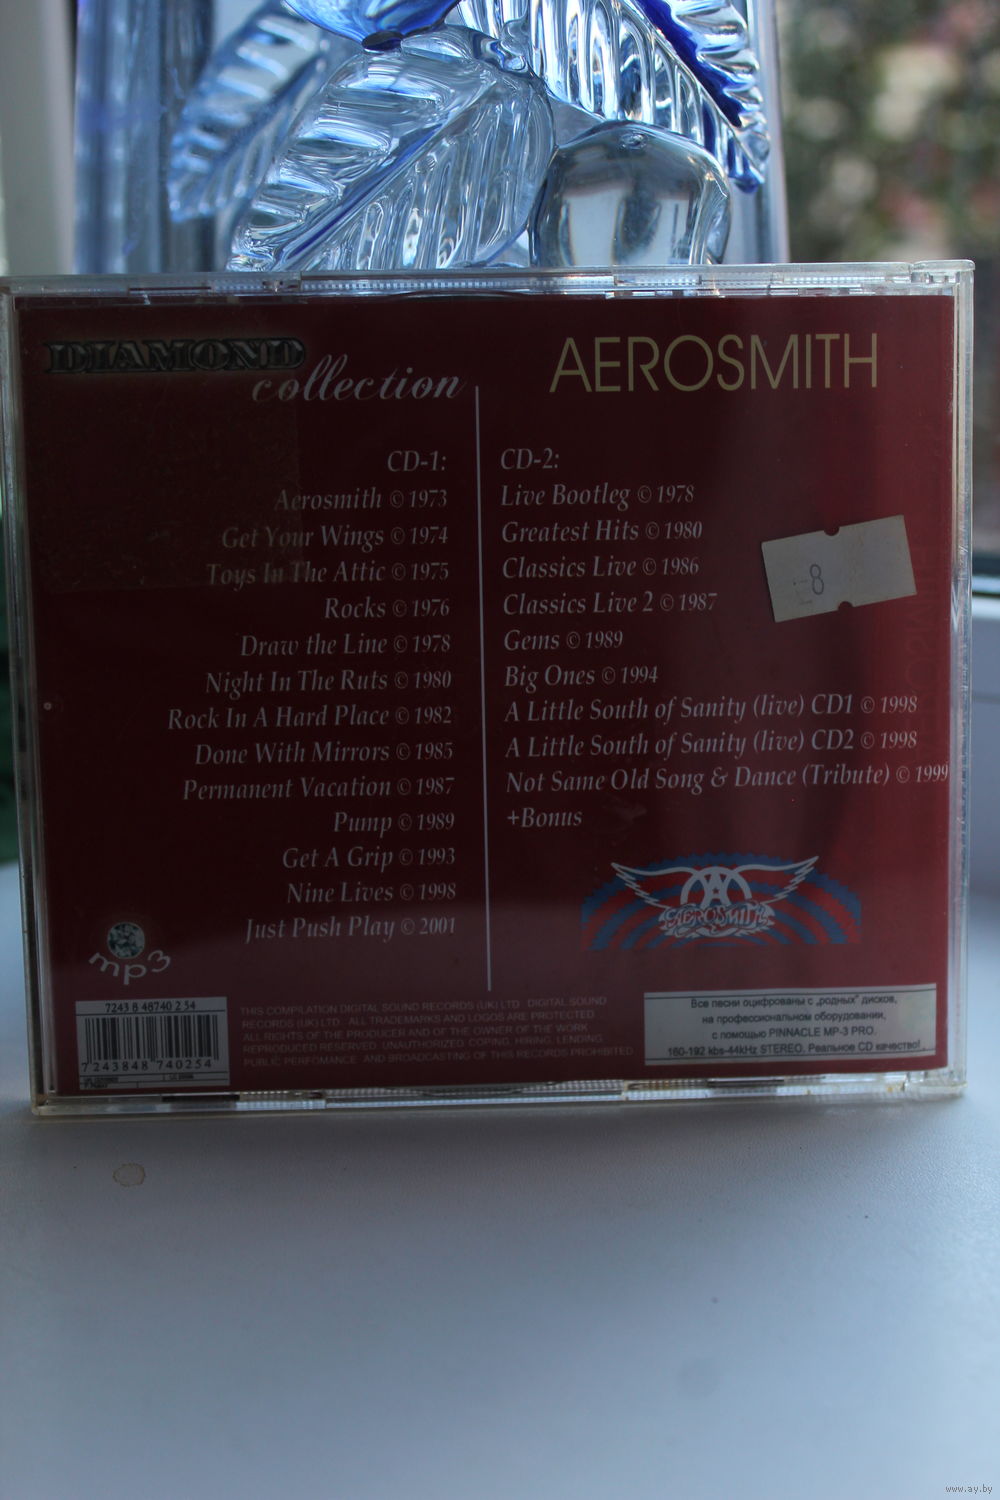 DIAMOND
collection
AEROSMITH
CD-1:
Aerosmith © 1973
Get Your Wings © 1974
Toys In The Attic © 1975
Rocks © 1976
Draw the Line © 1978
Night In The Ruts © 1980
Rock In A Hard Place © 1982
Done With Mirrors © 1985
Permanent Vacation © 1987
Pump © 1989
Get A Grip © 1993
Nine Lives © 1998
Just Push Play © 2001
CD-2:
Live Bootleg © 1978
Greatest Hits © 1980
Classics Live © 1986
Classics Live 2 © 1987
Gems © 1989
Big Ones © 1994
A Little South of Sanity (live) CD1 © 1998
A Little South of Sanity (live) CD2 © 1998
Not Same Old Song & Dance (Tribute) © 1999
+Bonus
8
AEROSMITH
mp3
7243 8 48740 2 54
7243848 740254
THIS COMPILATION DIGITAL SOUND RECORDS (UK) LTD DIGITAL SOUND
RECORDS (UK) LTD ALL TRADEMARKS AND LOGOS ARE PROTECTED
ALL RIGHTS OF THE PRODUCER AND OF THE OWNER OF THE WORK
REPRODUCED RESERVED. UNAUTHORIZED COPING, HIRING, LENDING
PUBLIC PERFOMANCE AND BROADCASTING OF THIS RECORDS PROHIBITED
Все песни оцифрованы с „родных" дисков,
на профессиональном оборудовании,
с помощью PINNACLE MP-3 PRO.
160-192 kbs-44kHz STEREO. Реальное CD качество!
www.ay.by